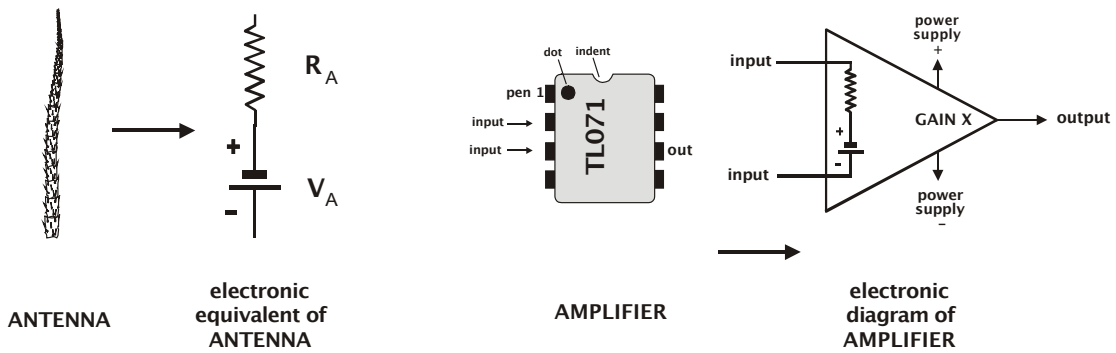 R A
+
V A
-
ANTENNA
electronic
equivalent of
ANTENNA
dot
indent
pen 1
input
input
TL071
out
AMPLIFIER
power
supply
+
input
+
-
input
GAIN X
output
power
supply
-
electronic
diagram of
AMPLIFIER